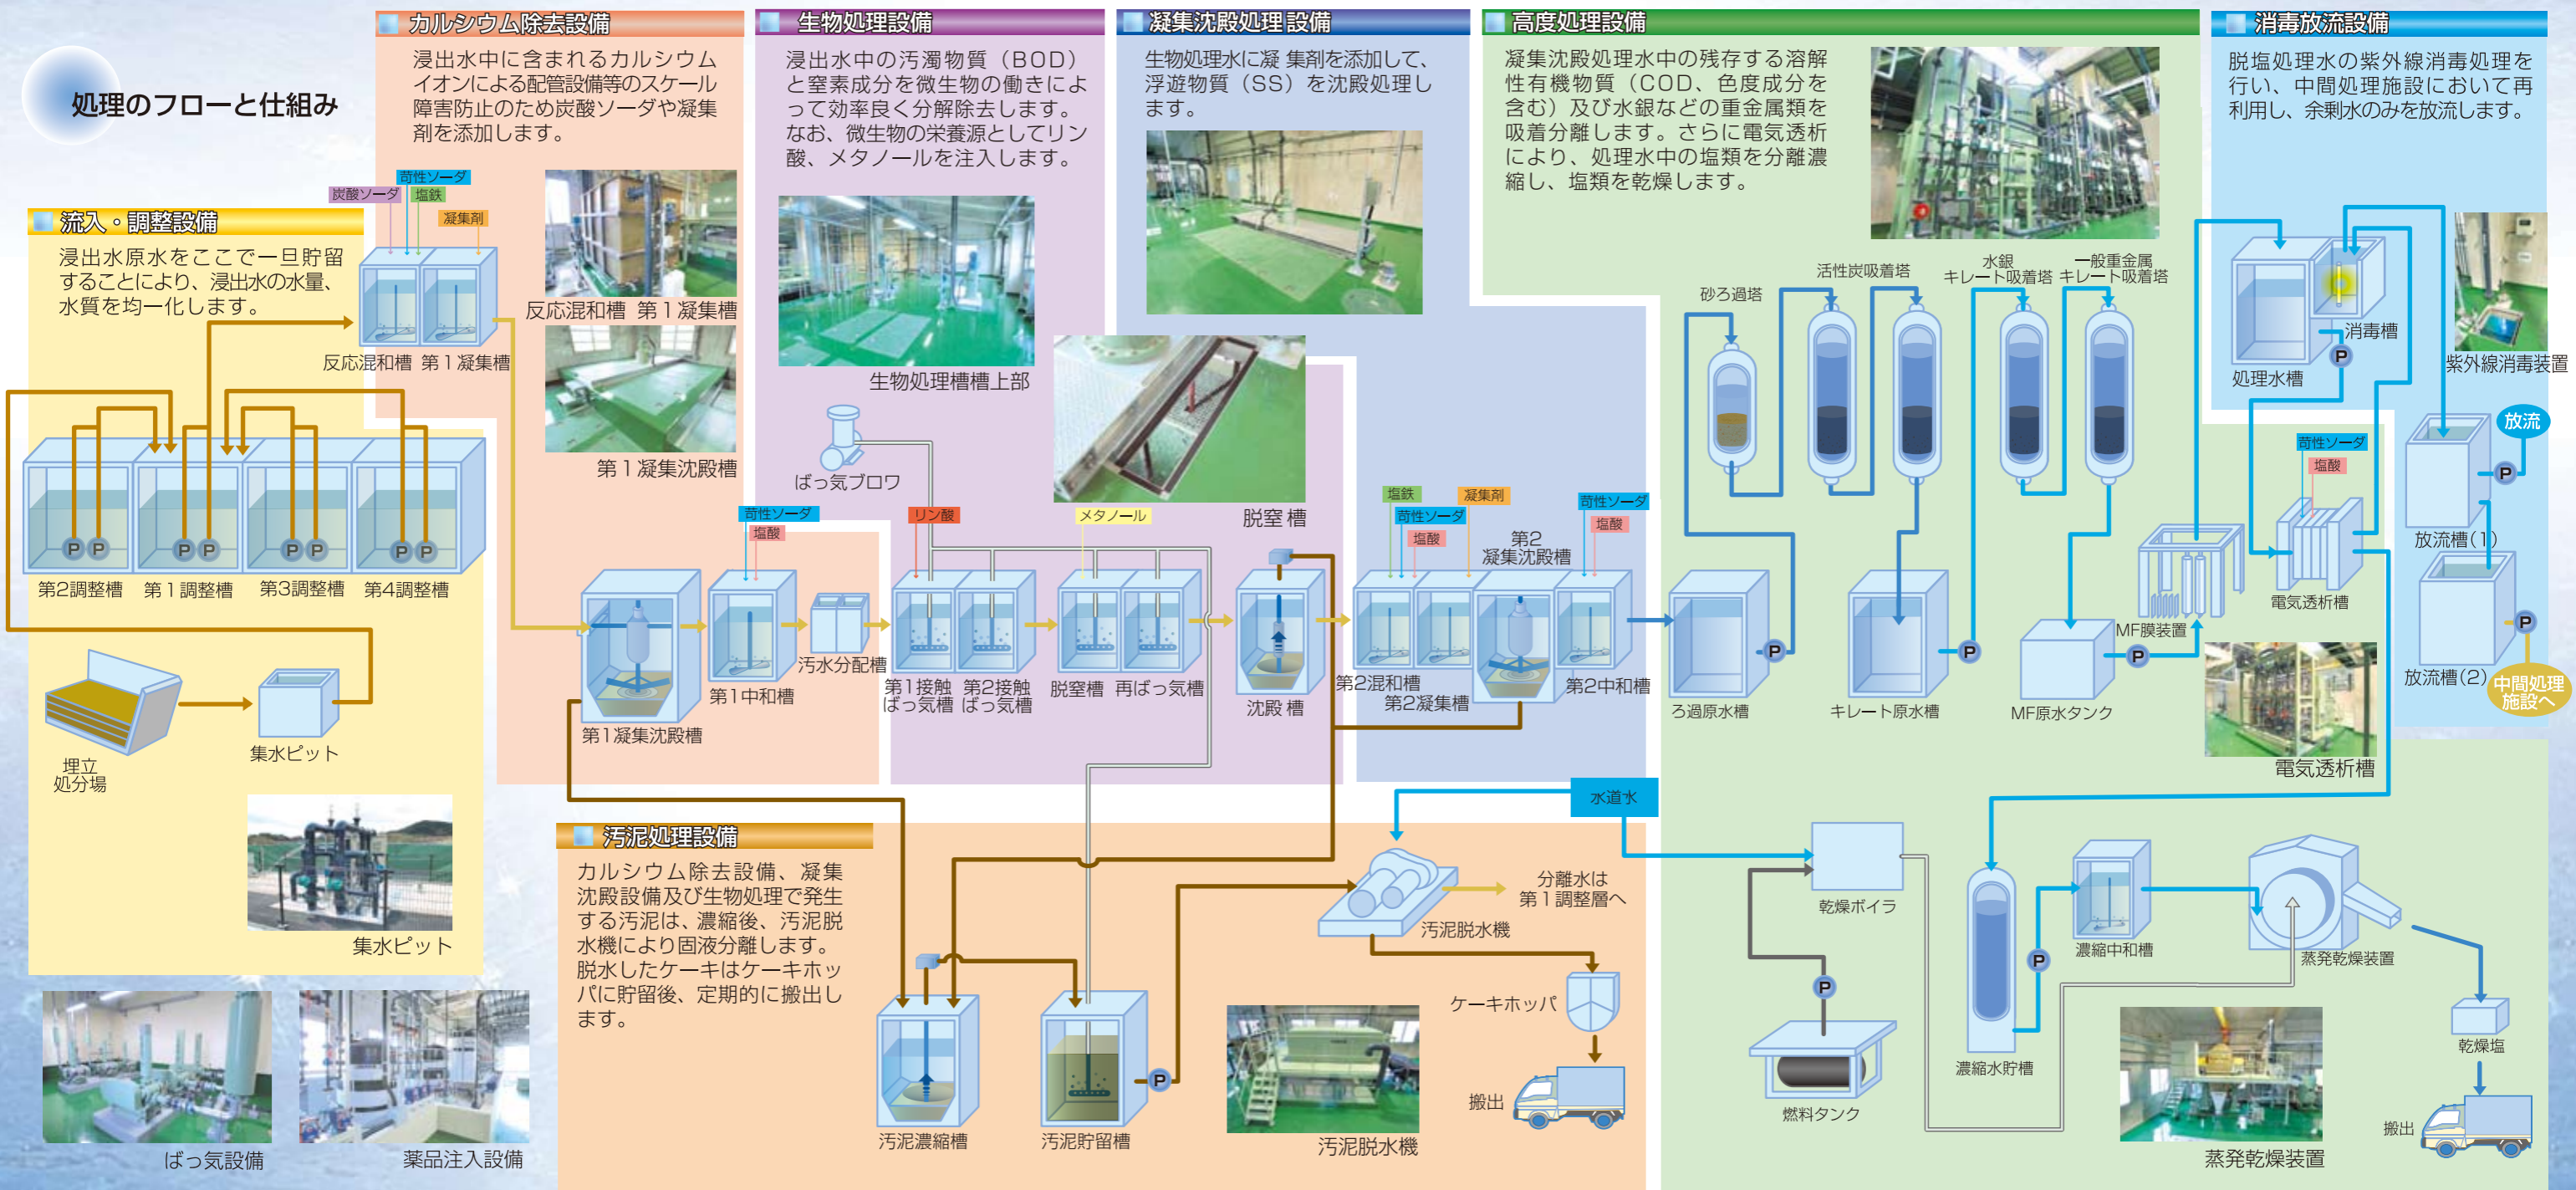 処理のフローと仕組み
流入・調整設備
浸出水原水をここで一旦貯留
することにより、浸出水の水量、
水質を均一化します。
第2調整槽
第1調整槽
第3調整槽
第4調整槽
埋立
処分場
集水ピット
集水ピット
ばっ気設備
薬品注入設備
カルシウム除去設備
浸出水中に含まれるカルシウム
イオンによる配管設備等のスケール
障害防止のため炭酸ソーダや凝集
剤を添加します。
炭酸ソーダ
苛性ソーダ
塩鉄
凝集剤
反応混和槽
第1凝集槽
反応混和槽 第1凝集槽
第1凝集沈殿槽
苛性ソーダ
塩酸
第1凝集沈殿槽
第1中和槽
汚水分配槽
生物処理設備
浸出水中の汚濁物質（BOD）
と窒素成分を微生物の働きによ
って効率良く分解除去します。
なお、微生物の栄養源としてリン
酸、メタノールを注入します。
生物処理槽槽上部
ばっ気ブロワ
脱窒槽
リン酸
メタノール
第1接触
ばっ気槽
第2接触
ばっ気槽
脱窒槽
再ばっ気槽
沈殿槽
凝集沈殿処理設備
生物処理水に凝集剤を添加して、
浮遊物質（SS）を沈殿処理し
ます。
塩鉄
苛性ソーダ
塩酸
凝集剤
第2
凝集沈殿槽
苛性ソーダ
塩酸
第2混和槽
第2凝集槽
第2中和槽
高度処理設備
凝集沈殿処理水中の残存する溶解
性有機物質（COD、色度成分を
含む）及び水銀などの重金属類を
吸着分離します。さらに電気透析
により、処理水中の塩類を分離濃
縮し、塩類を乾燥します。
砂ろ過塔
活性炭吸着塔
水銀
キレート吸着塔
一般重金属
キレート吸着塔
ろ過原水槽
P
キレート原水槽
P
MF原水タンク
P
MF膜装置
苛性ソーダ
塩酸
電気透析槽
電気透析槽
水道水
乾燥ボイラ
P
燃料タンク
濃縮水貯槽
P
濃縮中和槽
蒸発乾燥装置
蒸発乾燥装置
乾燥塩
搬出
消毒放流設備
脱塩処理水の紫外線消毒処理を
行い、中間処理施設において再
利用し、余剰水のみを放流します。
処理水槽
P
消毒槽
紫外線消毒装置
放流
P
放流槽(1)
P
放流槽(2)
中間処理
施設へ
汚泥処理設備
カルシウム除去設備、凝集
沈殿設備及び生物処理で発生
する汚泥は、濃縮後、汚泥脱
水機により固液分離します。
脱水したケーキはケーキホッ
パに貯留後、定期的に搬出し
ます。
汚泥濃縮槽
汚泥貯留槽
P
汚泥脱水機
分離水は
第1調整層へ
ケーキホッパ
搬出
汚泥脱水機
P P P P P P P P